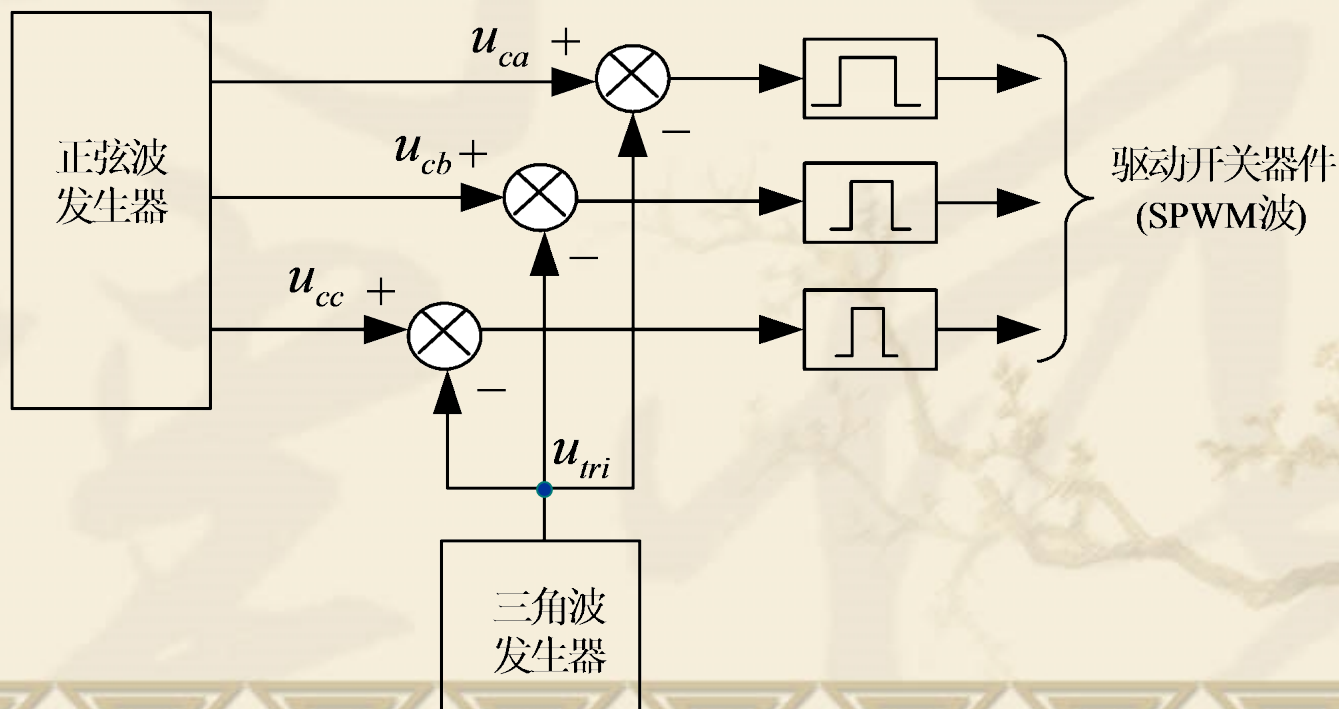 u_ca +
−
正弦波
发生器
u_cb +
−
驱动开关器件
(SPWM波)
u_cc +
−
u_tri
三角波
发生器